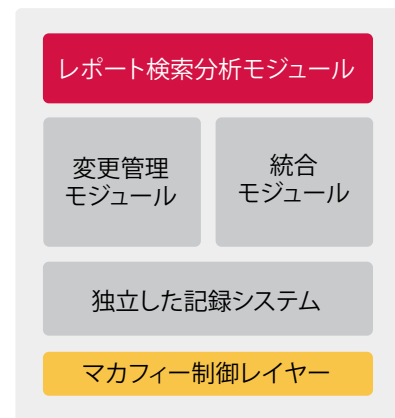 レポート検索分析モジュール
変更管理
モジュール
統合
モジュール
独立した記録システム
マカフィー制御レイヤー